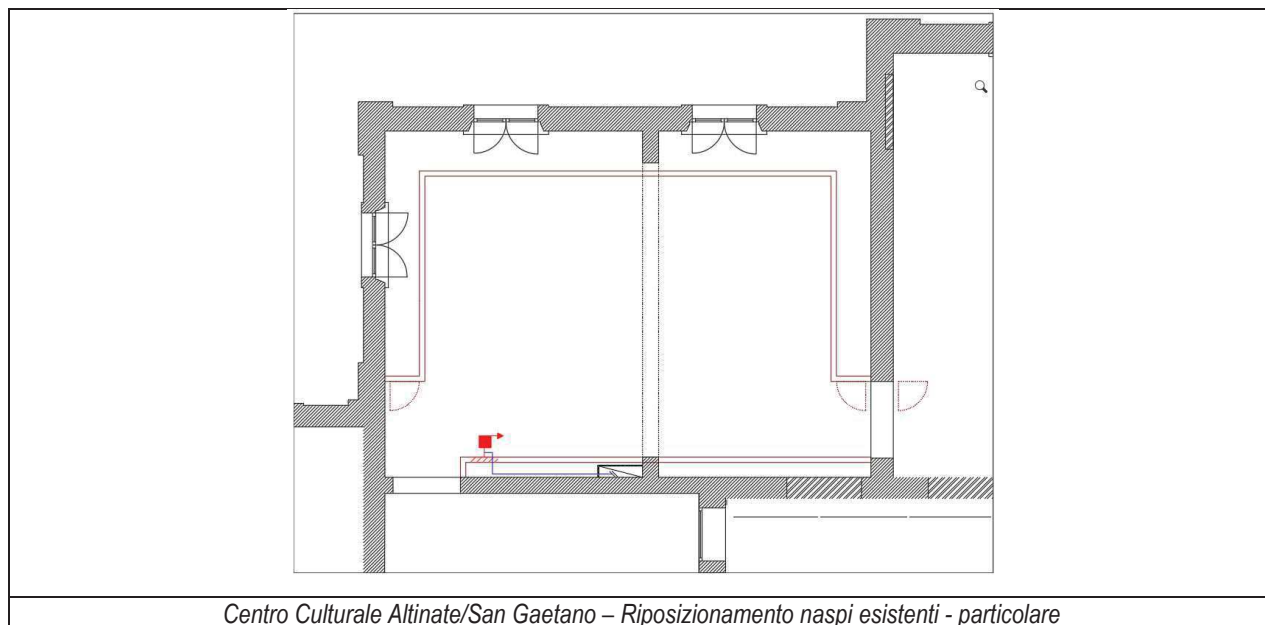 Centro Culturale Altinate/San Gaetano – Riposizionamento naspi esistenti - particolare